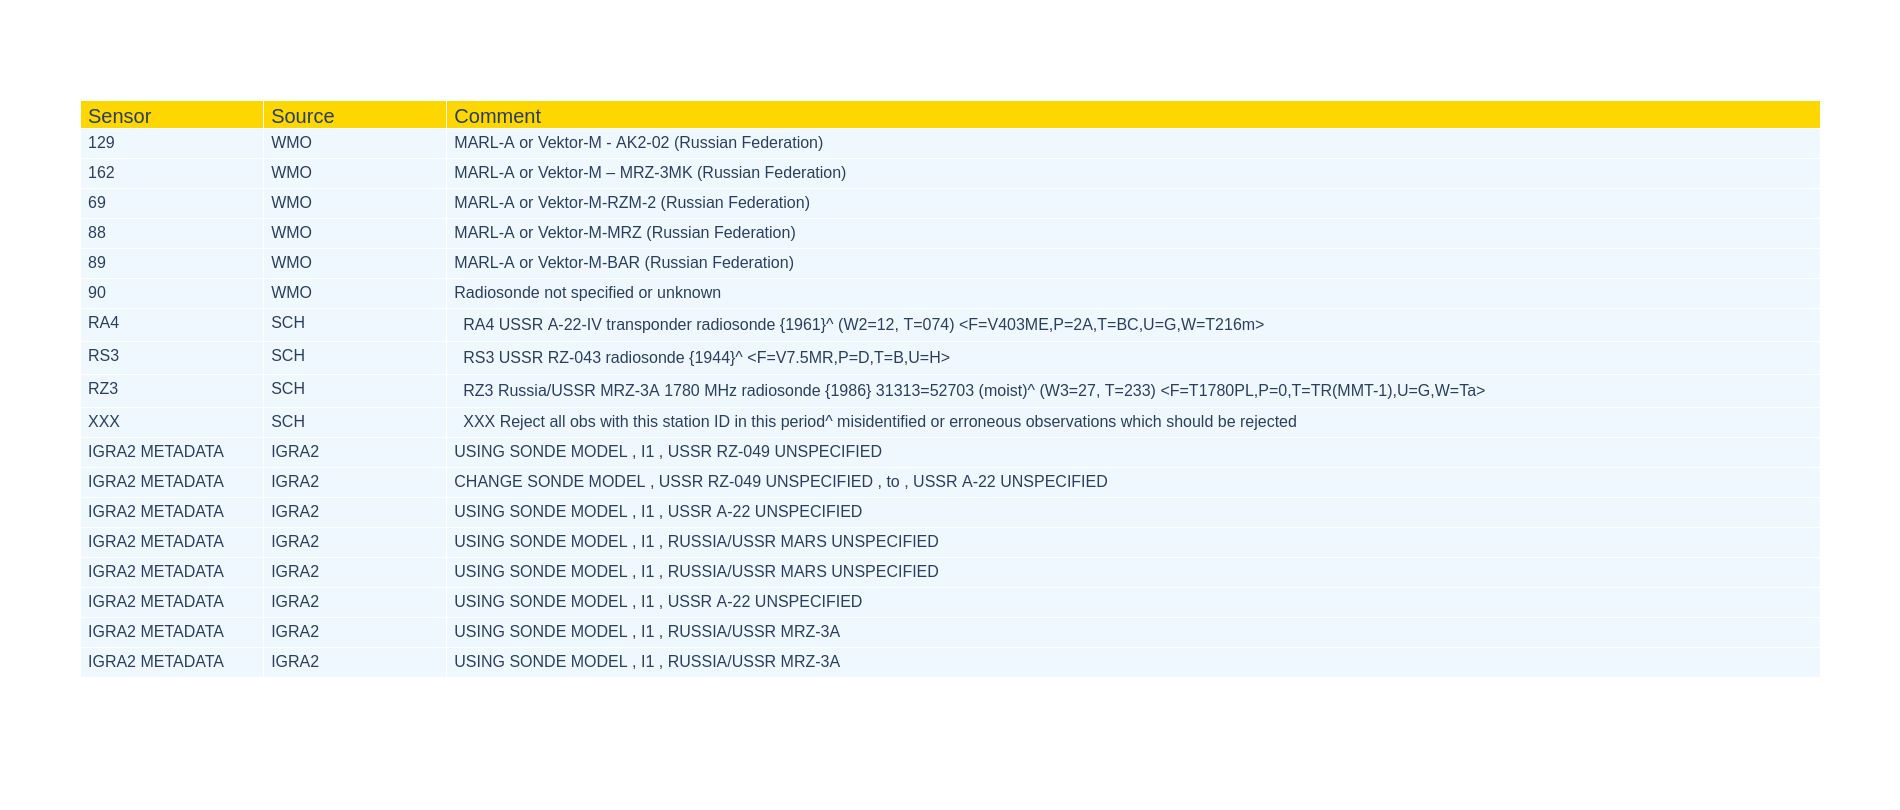 Sensor Source Comment
129 WMO MARL-A or Vektor-M - AK2-02 (Russian Federation)
162 WMO MARL-A or Vektor-M – MRZ-3MK (Russian Federation)
69 WMO MARL-A or Vektor-M-RZM-2 (Russian Federation)
88 WMO MARL-A or Vektor-M-MRZ (Russian Federation)
89 WMO MARL-A or Vektor-M-BAR (Russian Federation)
90 WMO Radiosonde not specified or unknown
RA4 SCH RA4 USSR A-22-IV transponder radiosonde {1961}^ (W2=12, T=074) <F=V403ME,P=2A,T=BC,U=G,W=T216m>
RS3 SCH RS3 USSR RZ-043 radiosonde {1944}^ <F=V7.5MR,P=D,T=B,U=H>
RZ3 SCH RZ3 Russia/USSR MRZ-3A 1780 MHz radiosonde {1986} 31313=52703 (moist)^ (W3=27, T=233) <F=T1780PL,P=0,T=TR(MMT-1),U=G,W=Ta>
XXX SCH XXX Reject all obs with this station ID in this period^ misidentified or erroneous observations which should be rejected
IGRA2 METADATA IGRA2 USING SONDE MODEL , I1 , USSR RZ-049 UNSPECIFIED
IGRA2 METADATA IGRA2 CHANGE SONDE MODEL , USSR RZ-049 UNSPECIFIED , to , USSR A-22 UNSPECIFIED
IGRA2 METADATA IGRA2 USING SONDE MODEL , I1 , USSR A-22 UNSPECIFIED
IGRA2 METADATA IGRA2 USING SONDE MODEL , I1 , RUSSIA/USSR MARS UNSPECIFIED
IGRA2 METADATA IGRA2 USING SONDE MODEL , I1 , RUSSIA/USSR MARS UNSPECIFIED
IGRA2 METADATA IGRA2 USING SONDE MODEL , I1 , USSR A-22 UNSPECIFIED
IGRA2 METADATA IGRA2 USING SONDE MODEL , I1 , RUSSIA/USSR MRZ-3A
IGRA2 METADATA IGRA2 USING SONDE MODEL , I1 , RUSSIA/USSR MRZ-3A